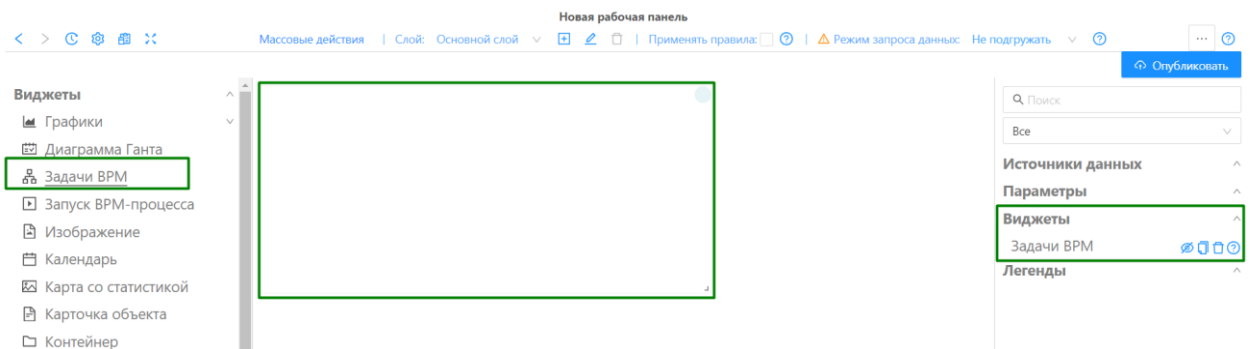 Новая рабочая панель
Массовые действия | Слой: Основной слой | Применять правила: | Режим запроса данных: Не подгружать
Опубликовать
Виджеты
Графики
Диаграмма Ганта
Задачи BPM
Запуск BPM-процесса
Изображение
Календарь
Карта со статистикой
Карточка объекта
Контейнер
Поиск
Все
Источники данных
Параметры
Виджеты
Задачи BPM
Легенды